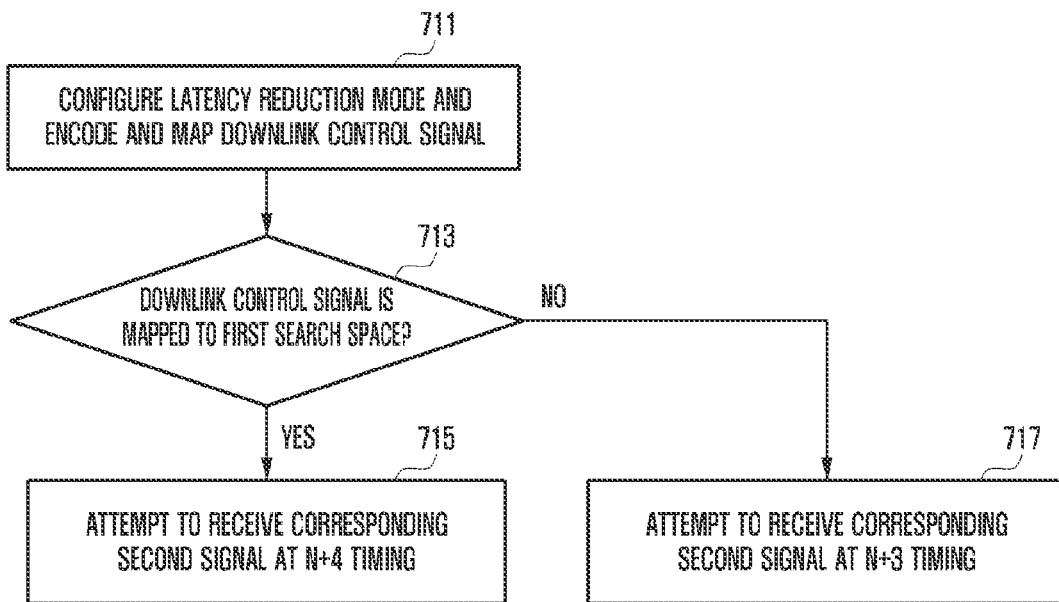 711
CONFIGURE LATENCY REDUCTION MODE AND
ENCODE AND MAP DOWNLINK CONTROL SIGNAL
713
DOWNLINK CONTROL SIGNAL IS
MAPPED TO FIRST SEARCH SPACE?
NO
YES
715
ATTEMPT TO RECEIVE CORRESPONDING
SECOND SIGNAL AT N+4 TIMING
717
ATTEMPT TO RECEIVE CORRESPONDING
SECOND SIGNAL AT N+3 TIMING